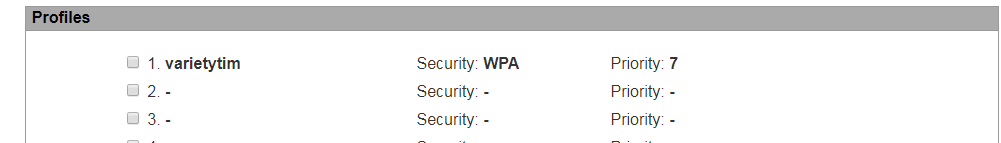 Profiles
1. varietytim Security: WPA Priority: 7
2. - Security: - Priority: -
3. - Security: - Priority: -